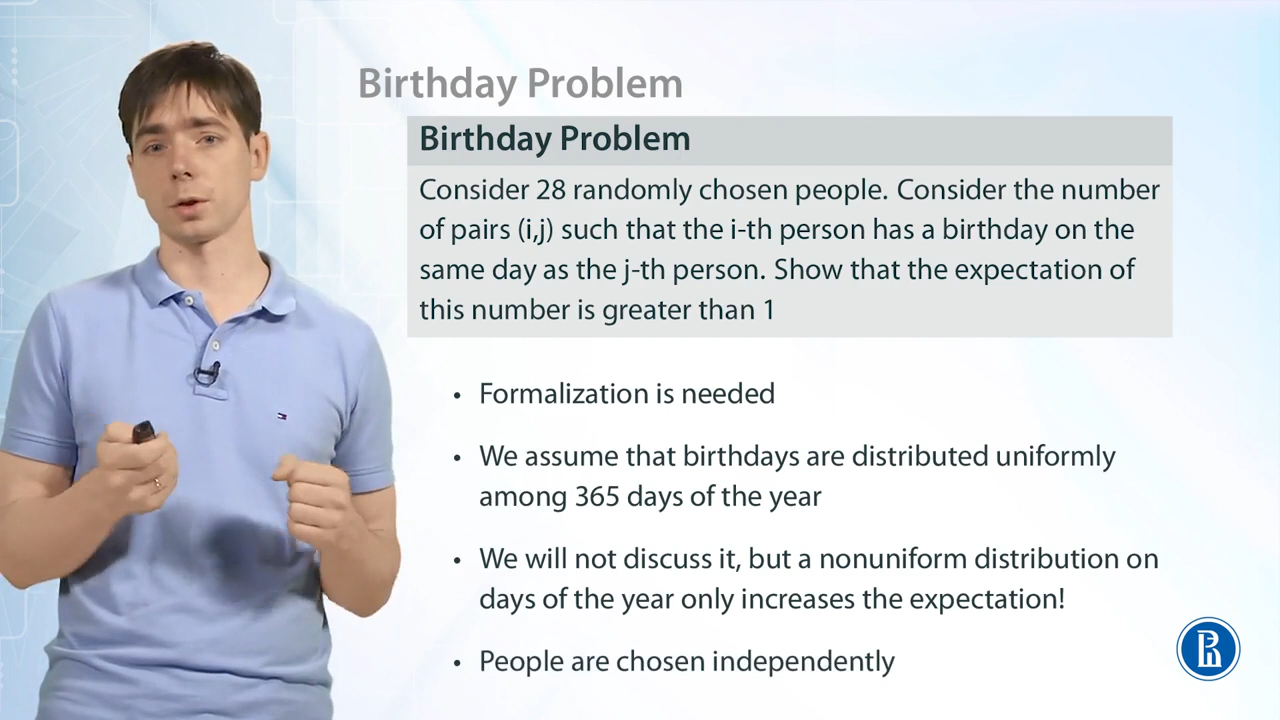 Birthday Problem
Birthday Problem
Consider 28 randomly chosen people. Consider the number
of pairs (i,j) such that the i-th person has a birthday on the
same day as the j-th person. Show that the expectation of
this number is greater than 1
• Formalization is needed
• We assume that birthdays are distributed uniformly
among 365 days of the year
• We will not discuss it, but a nonuniform distribution on
days of the year only increases the expectation!
• People are chosen independently